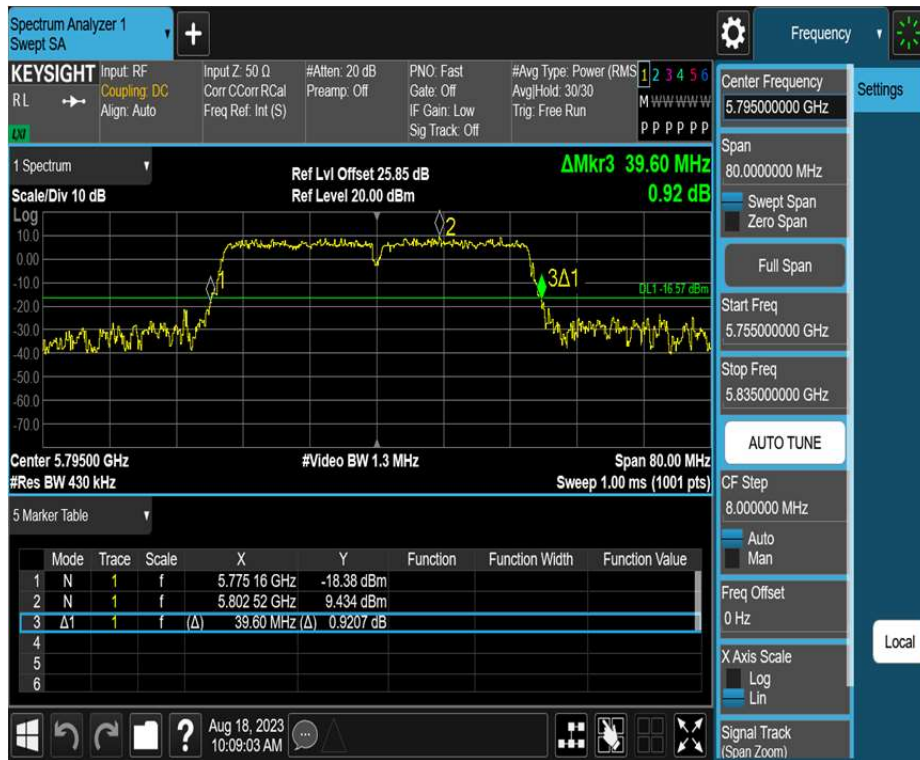 Spectrum Analyzer 1
Swept SA
Frequency
KEYSIGHT
RL
LXI
Input: RF
Coupling: DC
Align: Auto
Input Z: 50 Ω
Corr CCorr RCal
Freq Ref: Int (S)
#Atten: 20 dB
Preamp: Off
PNO: Fast
Gate: Off
IF Gain: Low
Sig Track: Off
#Avg Type: Power (RMS
Avg|Hold: 30/30
Trig: Free Run
1 2 3 4 5 6
M W W W W W
P P P P P P
1 Spectrum
Scale/Div 10 dB
Ref Lvl Offset 25.85 dB
Ref Level 20.00 dBm
ΔMkr3 39.60 MHz
0.92 dB
Log
10.0
0.00
-10.0
-20.0
-30.0
-40.0
-50.0
-60.0
-70.0
1
2
3Δ1
DL1 -16.57 dBm
Center 5.79500 GHz
#Res BW 430 kHz
#Video BW 1.3 MHz
Span 80.00 MHz
Sweep 1.00 ms (1001 pts)
5 Marker Table
Mode Trace Scale X Y Function Function Width Function Value
1 N 1 f 5.775 16 GHz -18.38 dBm
2 N 1 f 5.802 52 GHz 9.434 dBm
3 Δ1 1 f (Δ) 39.60 MHz (Δ) 0.9207 dB
4
5
6
Aug 18, 2023
10:09:03 AM
Center Frequency
5.795000000 GHz
Span
80.0000000 MHz
Swept Span
Zero Span
Full Span
Start Freq
5.755000000 GHz
Stop Freq
5.835000000 GHz
AUTO TUNE
CF Step
8.000000 MHz
Auto
Man
Freq Offset
0 Hz
X Axis Scale
Log
Lin
Signal Track
(Span Zoom)
Settings
Local